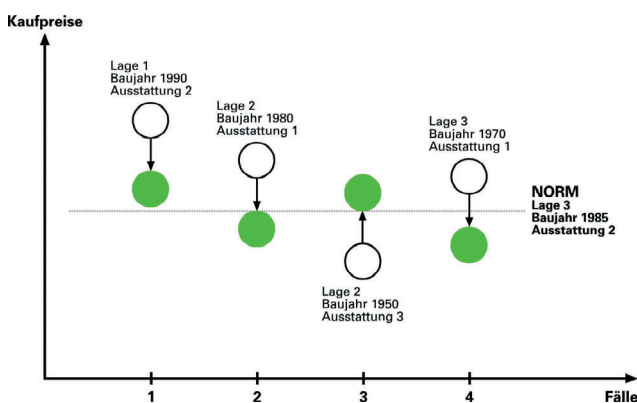 Kaufpreise
Lage 1
Baujahr 1990
Ausstattung 2
Lage 2
Baujahr 1980
Ausstattung 1
Lage 3
Baujahr 1970
Ausstattung 1
NORM
Lage 3
Baujahr 1985
Ausstattung 2
Lage 2
Baujahr 1950
Ausstattung 3
1 2 3 4 Fälle